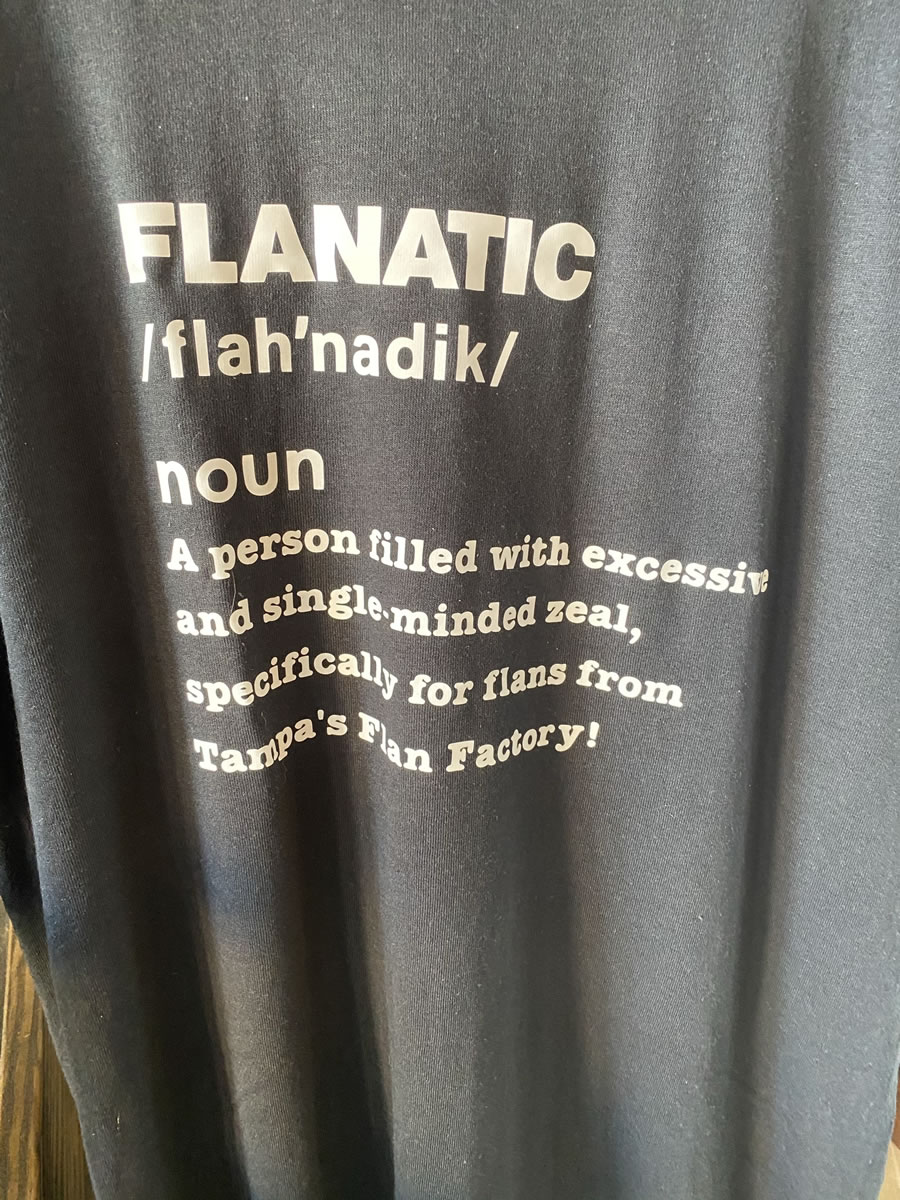 FLANATIC
/flah'nadik/
noun
A person filled with excessive
and single-minded zeal,
specifically for flans from
Tampa's Flan Factory!